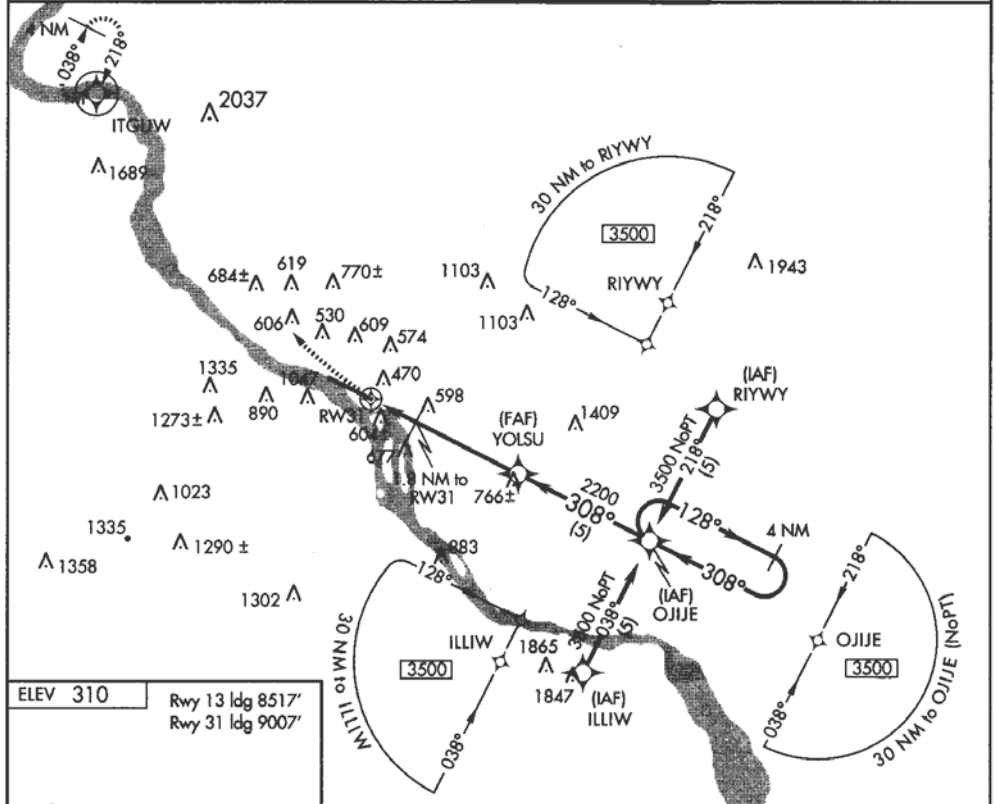 4 NM
038°
218°
ITGUW
2037
1689
30 NM to RIYWY
218°
3500
RIYWY
128°
1943
684±
619
770±
1103
1103
606
530
609
574
1335
1047
470
890
RW31
598
1273±
604±
677
1.8 NM to
RW31
(FAF)
YOLSU
1409
(IAF)
RIYWY
3500 NoPT
218°
(5)
766±
2200
308°
(5)
128°
4 NM
308°
(IAF)
OJIJE
1023
1335
1290 ±
1358
883
128°
1302
3500 NoPT
038°
(5)
218°
OJIJE
3500
038°
30 NM to OJIJE (NoPT)
30 NM to ILLIW
ILLIW
3500
038°
1865
1847
(IAF)
ILLIW
ELEV 310
Rwy 13 ldg 8517'
Rwy 31 ldg 9007'